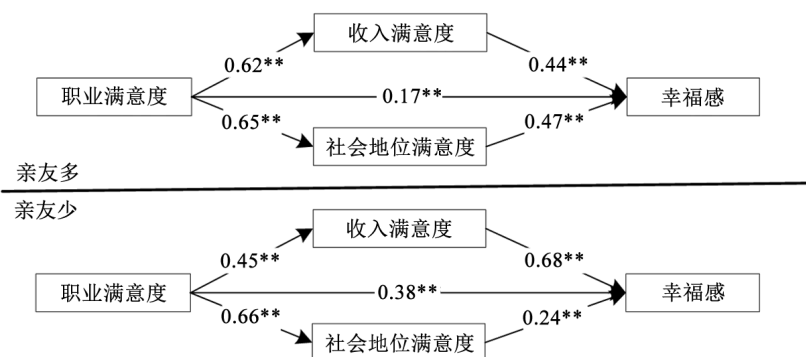 收入满意度
0.62**
0.44**
职业满意度
0.17**
幸福感
0.65**
0.47**
社会地位满意度
亲友多
亲友少
收入满意度
0.45**
0.68**
职业满意度
0.38**
幸福感
0.66**
0.24**
社会地位满意度